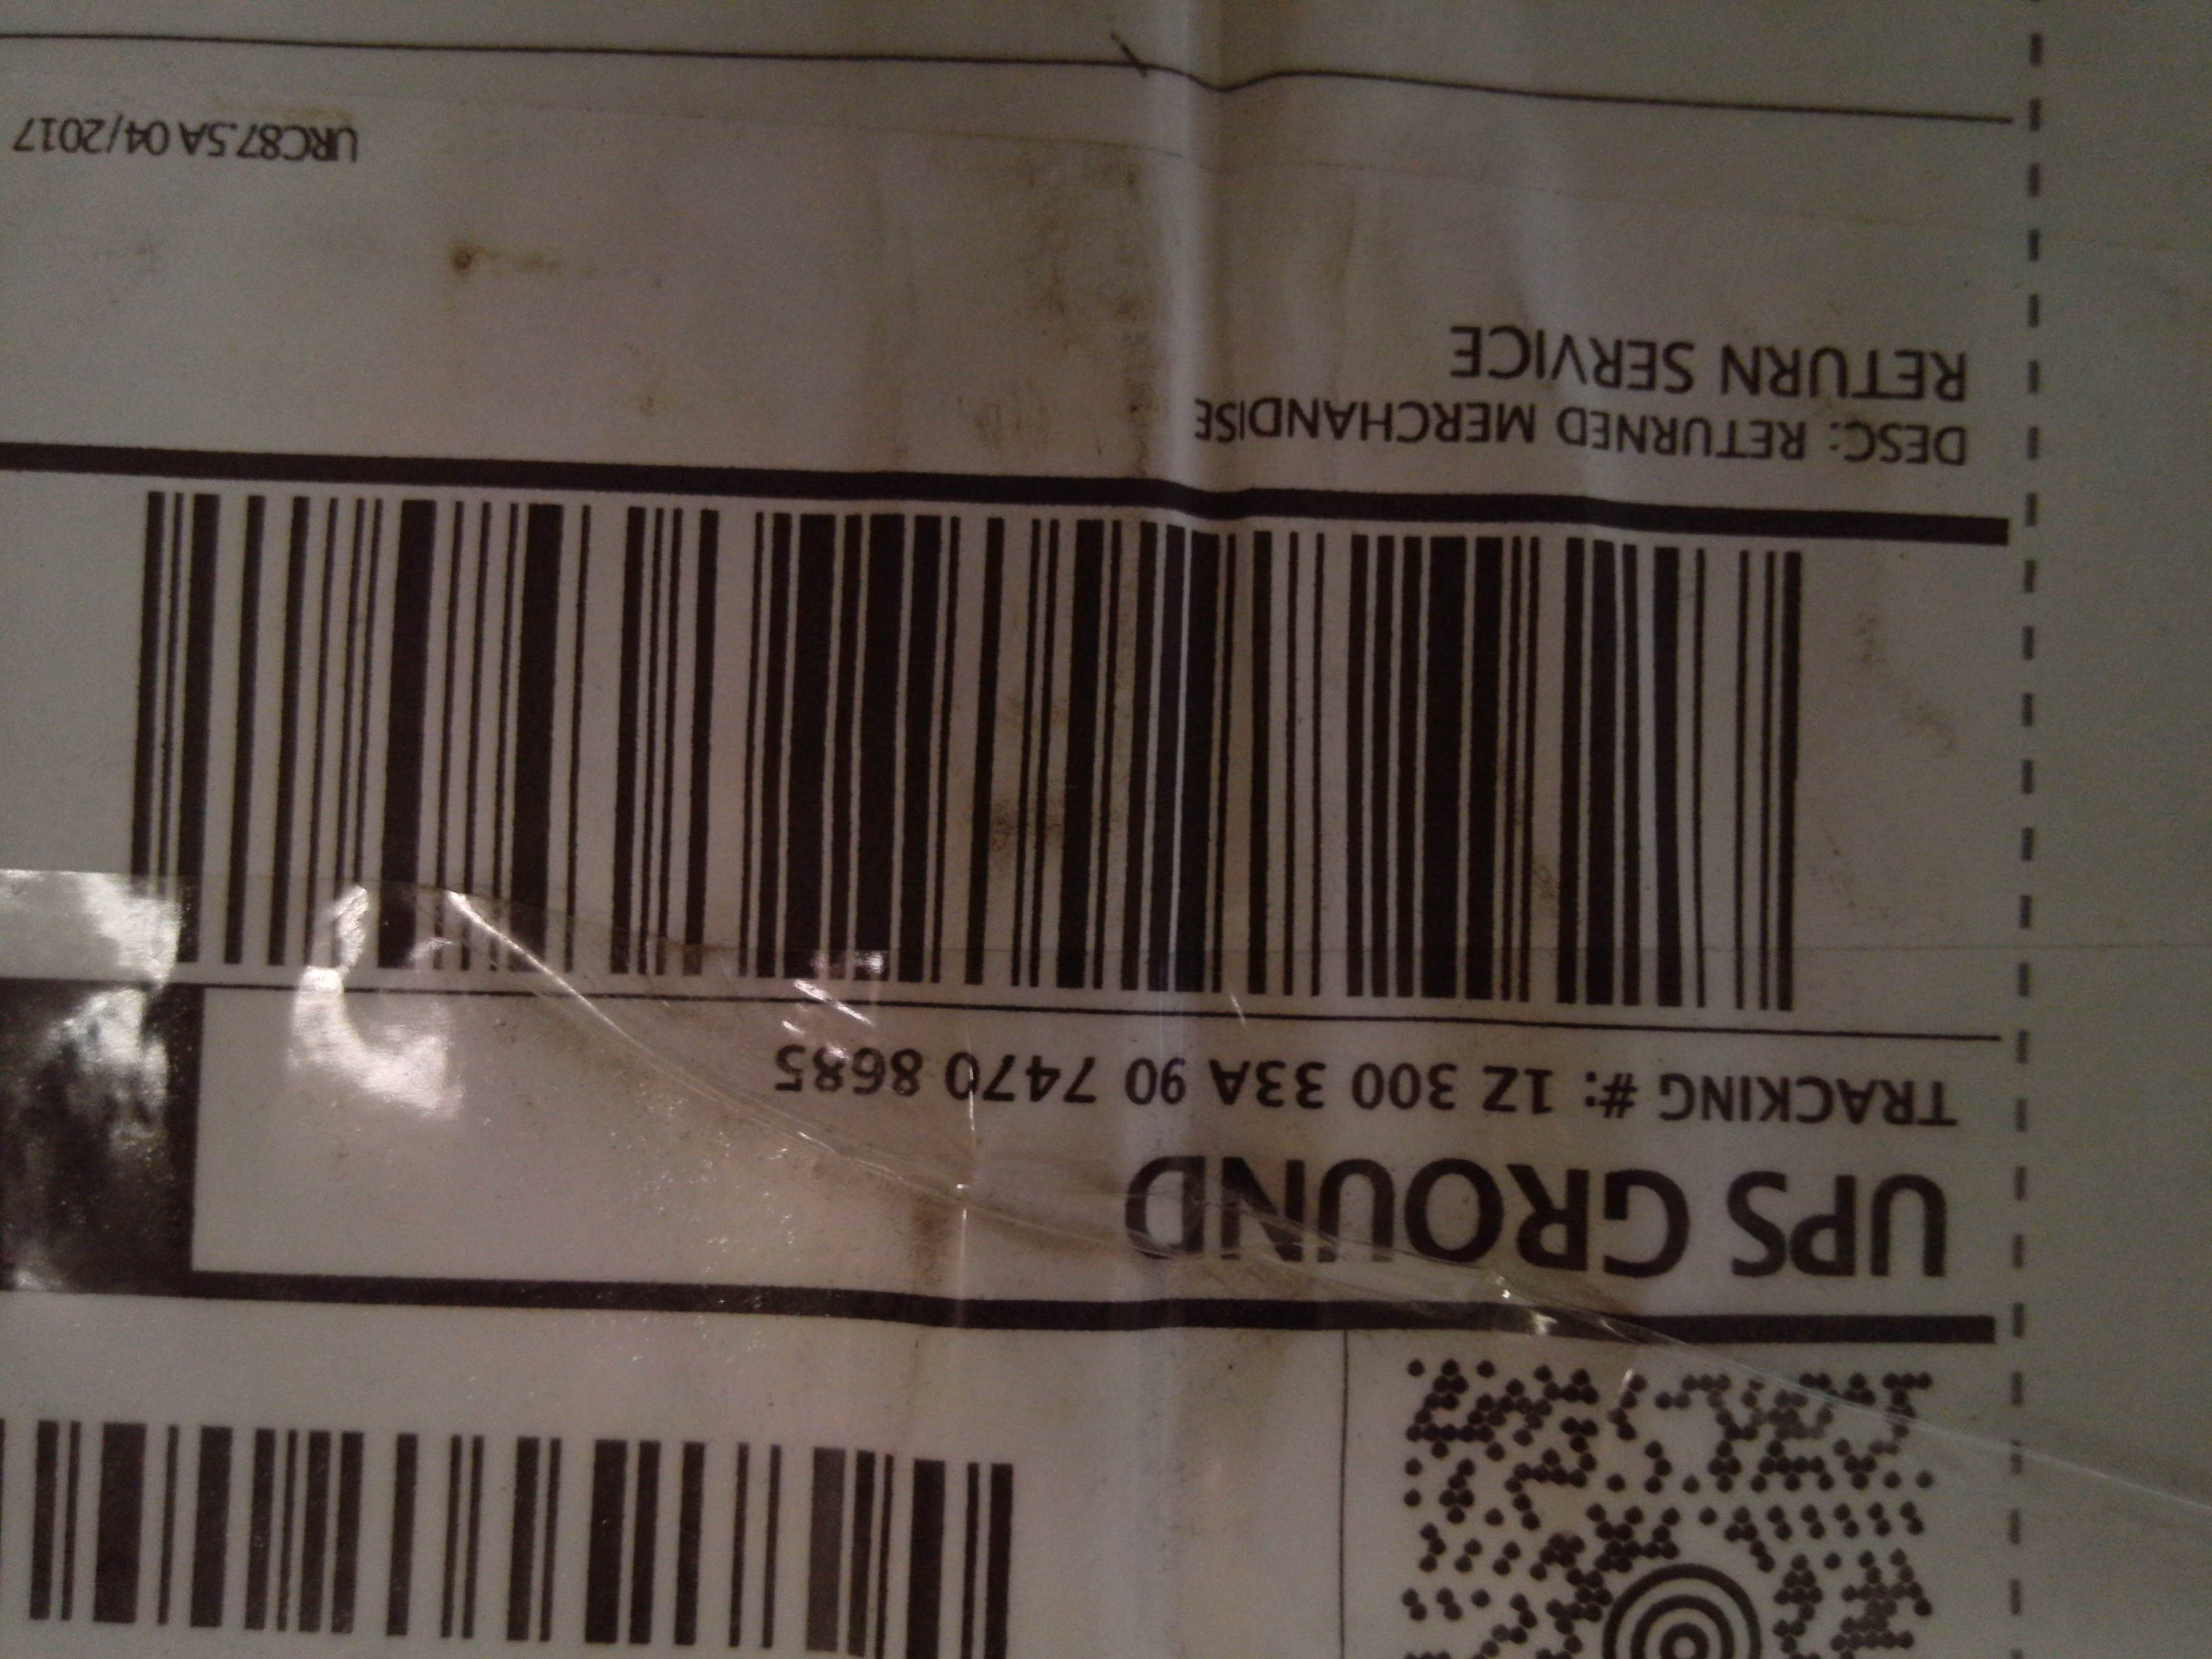 UPS GROUND
TRACKING #: 1Z 300 33A 90 7470 8685
DESC: RETURNED MERCHANDISE
RETURN SERVICE
URC87.5A 04/2017